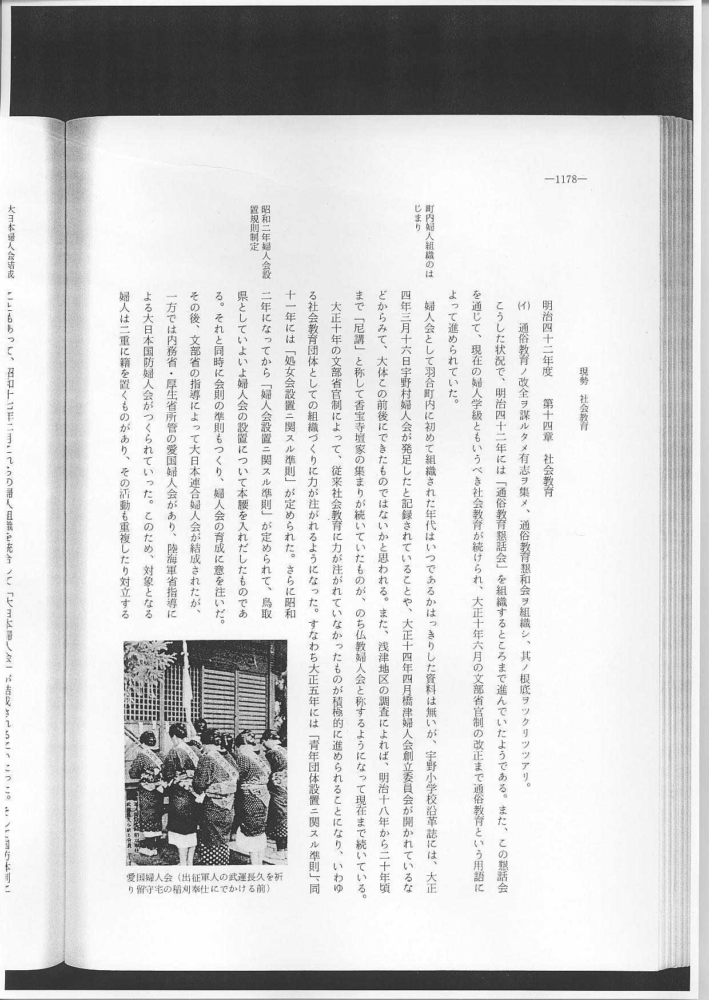 ―1178―
現勢　社会教育
明治四十二年度　　第十四章　社会教育
(イ)　通俗教育ノ改全ヲ謀ルタメ有志ヲ集メ、通俗教育懇和会ヲ組織シ、其ノ根底ヲツクリツツアリ。
こうした状況で、明治四十二年には「通俗教育懇話会」を組織するところまで進んでいたようである。また、この懇話会
を通じて、現在の婦人学級ともいうべき社会教育が続けられ、大正十年六月の文部省官制の改正まで通俗教育という用語に
よって進められていた。
町内婦人組織のは
じまり
婦人会として羽合町内に初めて組織された年代はいつであるかはっきりした資料は無いが、宇野小学校沿革誌には、大正
四年三月十六日宇野村婦人会が発足したと記録されていることや、大正十四年四月橋津婦人会創立委員会が開かれているな
どからみて、大体この前後にできたものではないかと思われる。また、浅津地区の調査によれば、明治十八年から二十年頃
まで「尼講」と称して香宝寺壇家の集まりが続いていたものが、のち仏教婦人会と称するようになって現在まで続いている。
大正十年の文部省官制によって、従来社会教育に力が注がれていなかったものが積極的に進められることになり、いわゆ
る社会教育団体としての組織づくりに力が注がれるようになった。すなわち大正五年には「青年団体設置ニ関スル準則」、同
十一年には「処女会設置ニ関スル準則」が定められた。さらに昭和
昭和二年婦人会設
置規則制定
二年になってから「婦人会設置ニ関スル準則」が定められて、鳥取
県としていよいよ婦人会の設置について本腰を入れだしたものであ
る。それと同時に会則の準則もつくり、婦人会の育成に意を注いだ。
その後、文部省の指導によって大日本連合婦人会が結成されたが、
一方では内務省・厚生省所管の愛国婦人会があり、陸海軍省指導に
よる大日本国防婦人会がつくられていった。このため、対象となる
婦人は二重に籍を置くものがあり、その活動も重複したり対立する
愛国婦人会（出征軍人の武運長久を祈
り留守宅の稲刈奉仕にでかける前）
大日本婦人会結成
こともあって、昭和十七年二月これらの婦人組織を統合して「大日本婦人会」が結成されることになった。そして国防体制に